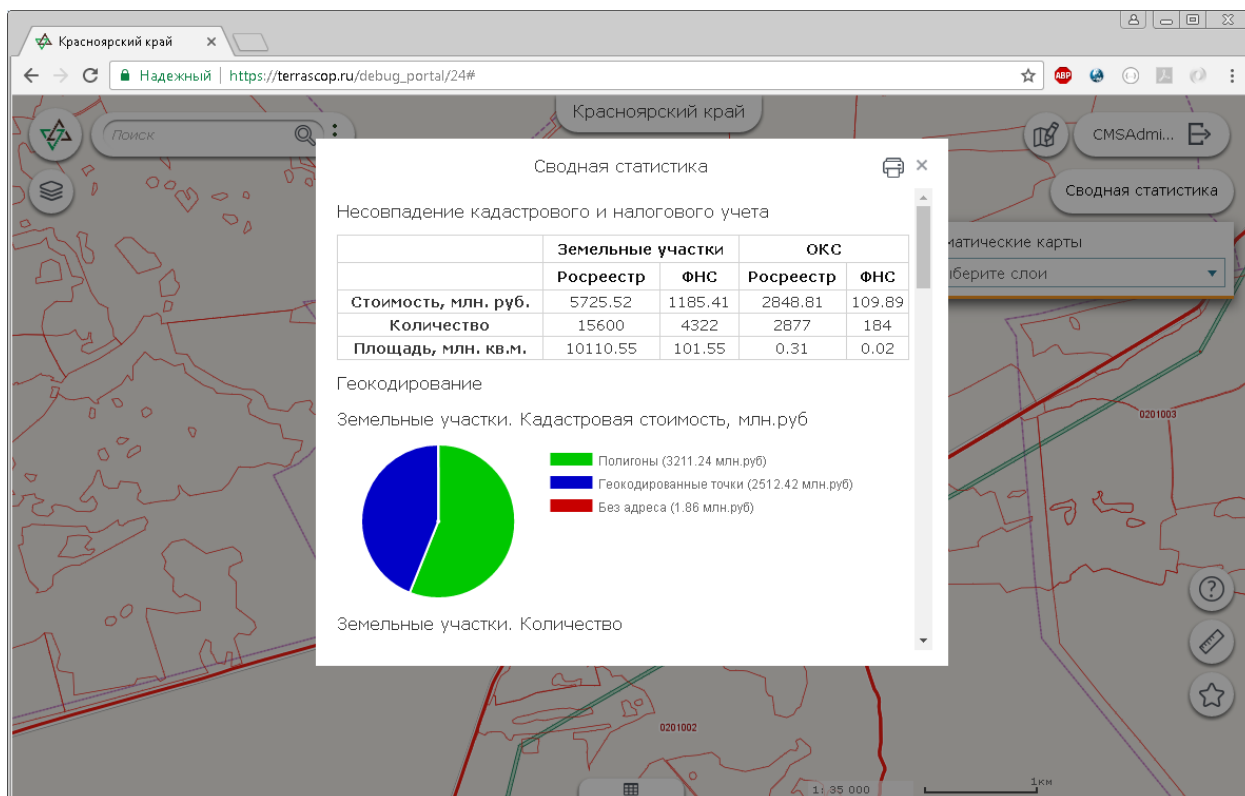 Красноярский край
Надежный | https://terrascop.ru/debug_portal/24#
ABP
Красноярский край
Поиск
CMSAdmi...
Сводная статистика
Сводная статистика
матические карты
берите слои
Несовпадение кадастрового и налогового учета
Земельные участки ОКС
Росреестр ФНС Росреестр ФНС
Стоимость, млн. руб. 5725.52 1185.41 2848.81 109.89
Количество 15600 4322 2877 184
Площадь, млн. кв.м. 10110.55 101.55 0.31 0.02
Геокодирование
Земельные участки. Кадастровая стоимость, млн.руб
Полигоны (3211.24 млн.руб)
Геокодированные точки (2512.42 млн.руб)
Без адреса (1.86 млн.руб)
Земельные участки. Количество
0201003
0201002
1: 35 000
1км